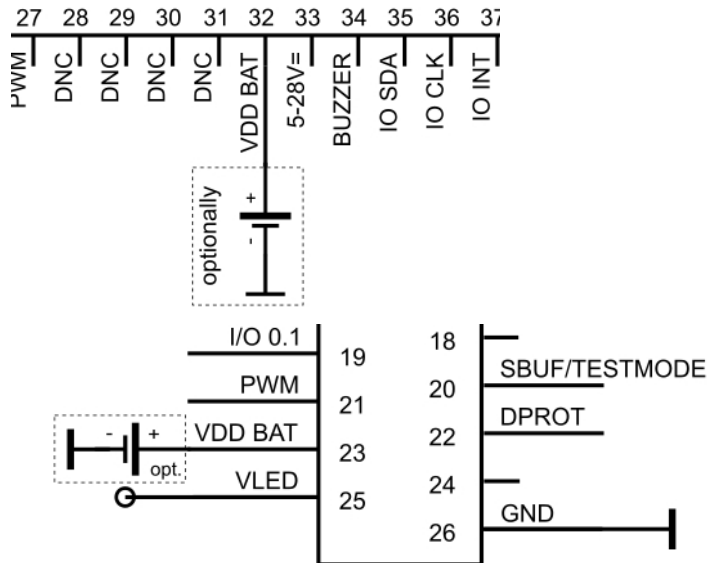 27 28 29 30 31 32 33 34 35 36 37
PWM
DNC
DNC
DNC
DNC
VDD BAT
5-28V=
BUZZER
IO SDA
IO CLK
IO INT
optionally
+
-
I/O 0.1 19
18
PWM 21
20 SBUF/TESTMODE
- + VDD BAT 23
opt.
22 DPROT
VLED 25
24
26 GND